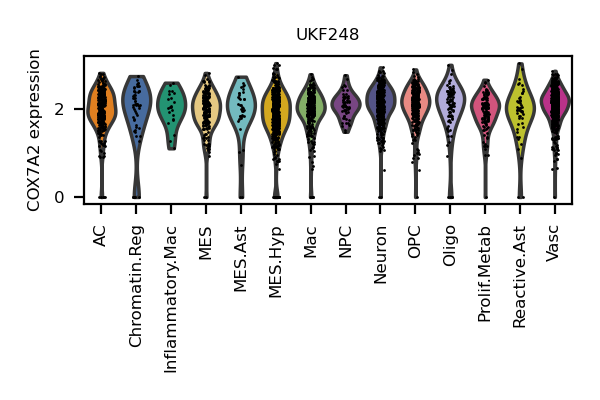 UKF248
COX7A2 expression
2
0
AC
Chromatin.Reg
Inflammatory.Mac
MES
MES.Ast
MES.Hyp
Mac
NPC
Neuron
OPC
Oligo
Prolif.Metab
Reactive.Ast
Vasc